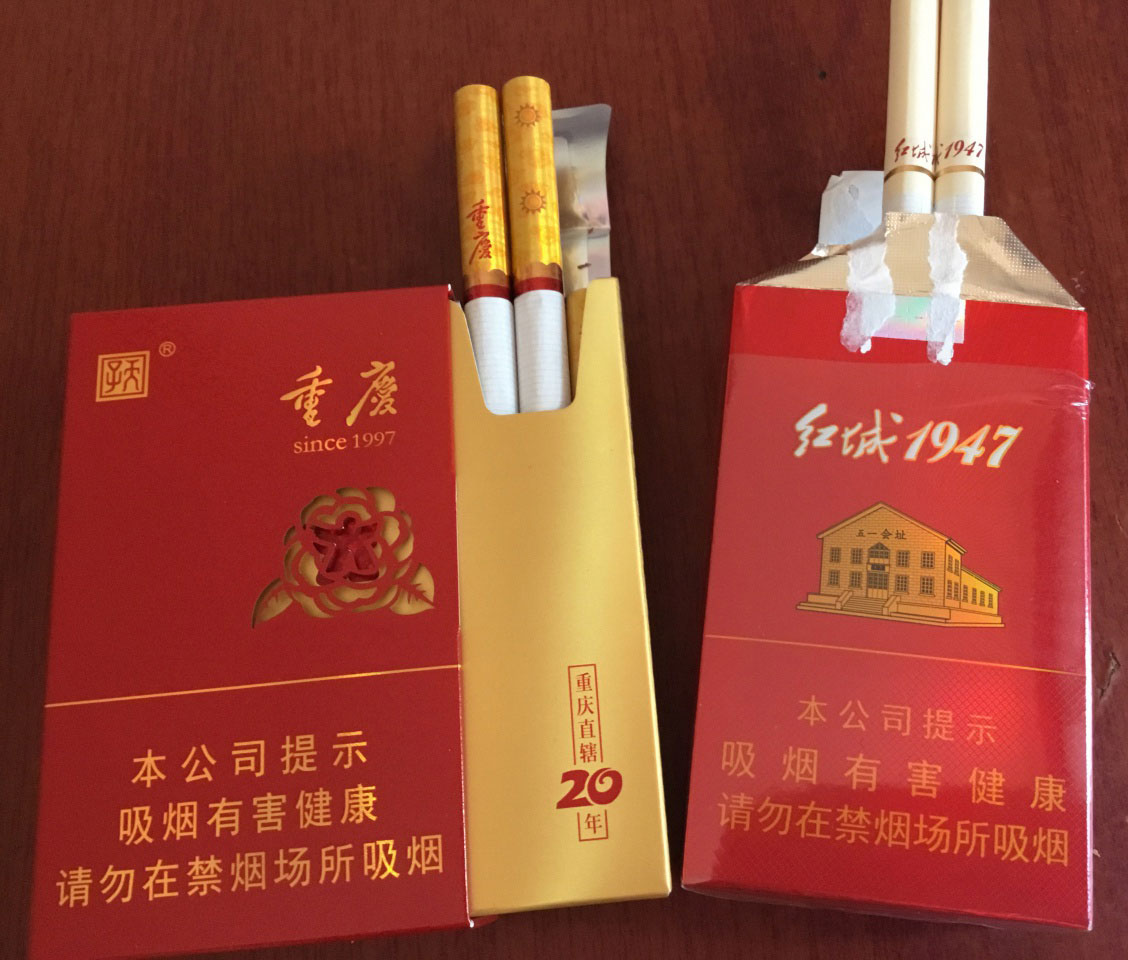 天子
®
重慶
since 1997
本公司提示
吸烟有害健康
请勿在禁烟场所吸烟
重慶
重庆直辖
20
年
红城1947
红城1947
五一会址
本公司提示
吸烟有害健康
请勿在禁烟场所吸烟